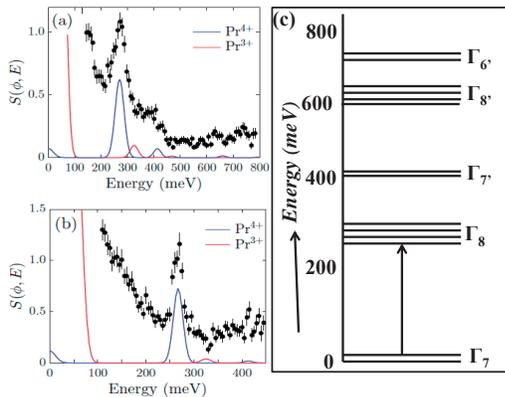 (a)
Pr4+
Pr3+
S(ϕ, E)
1.0
0.5
0
0 100 200 300 400 500 600 700 800
Energy (meV)
(b)
Pr4+
Pr3+
S(ϕ, E)
1.5
1.0
0.5
0.0
0 100 200 300 400
Energy (meV)
(c)
Energy (meV)
800
600
400
200
0
Γ6'
Γ8'
Γ7'
Γ8
Γ7